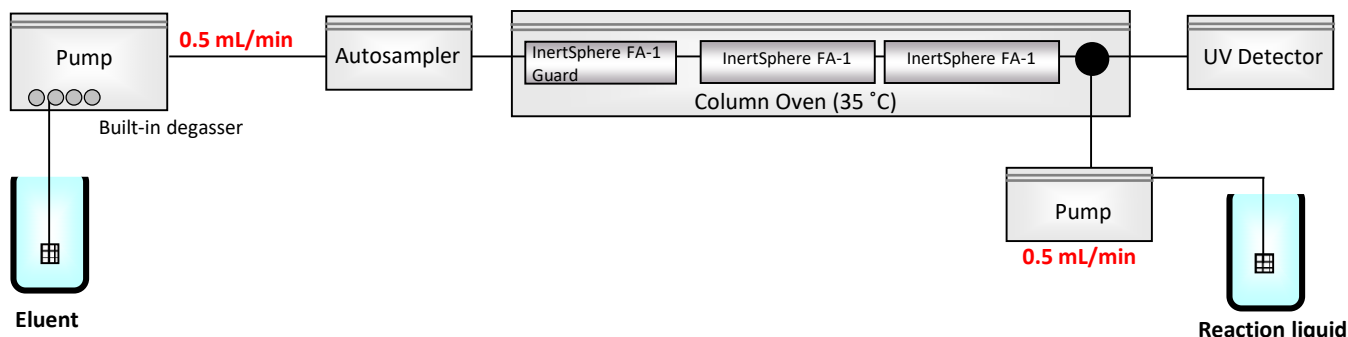 Pump
0.5 mL/min
Autosampler
InertSphere FA-1
Guard
InertSphere FA-1
InertSphere FA-1
UV Detector
Column Oven (35 ˚C)
Built-in degasser
Pump
0.5 mL/min
Eluent
Reaction liquid